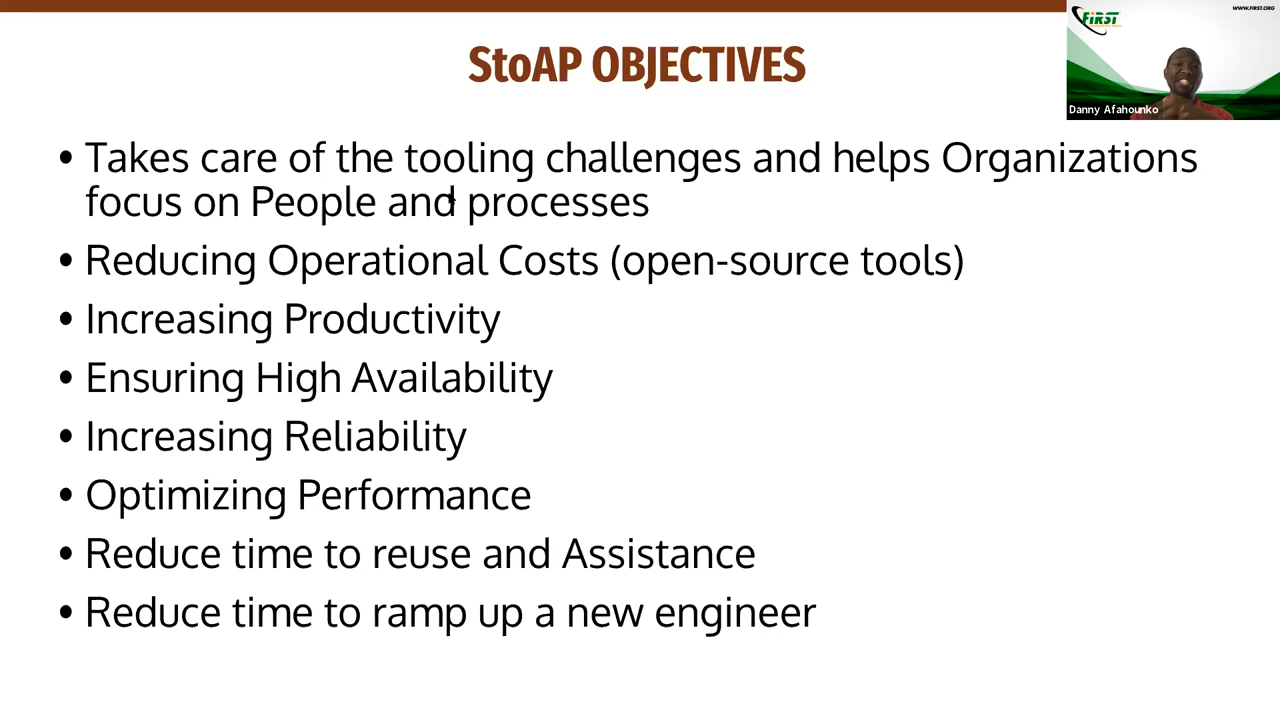 WWW.FIRST.ORG
FiRST
Danny Afahounko
StoAP OBJECTIVES
• Takes care of the tooling challenges and helps Organizations
focus on People and processes
• Reducing Operational Costs (open-source tools)
• Increasing Productivity
• Ensuring High Availability
• Increasing Reliability
• Optimizing Performance
• Reduce time to reuse and Assistance
• Reduce time to ramp up a new engineer